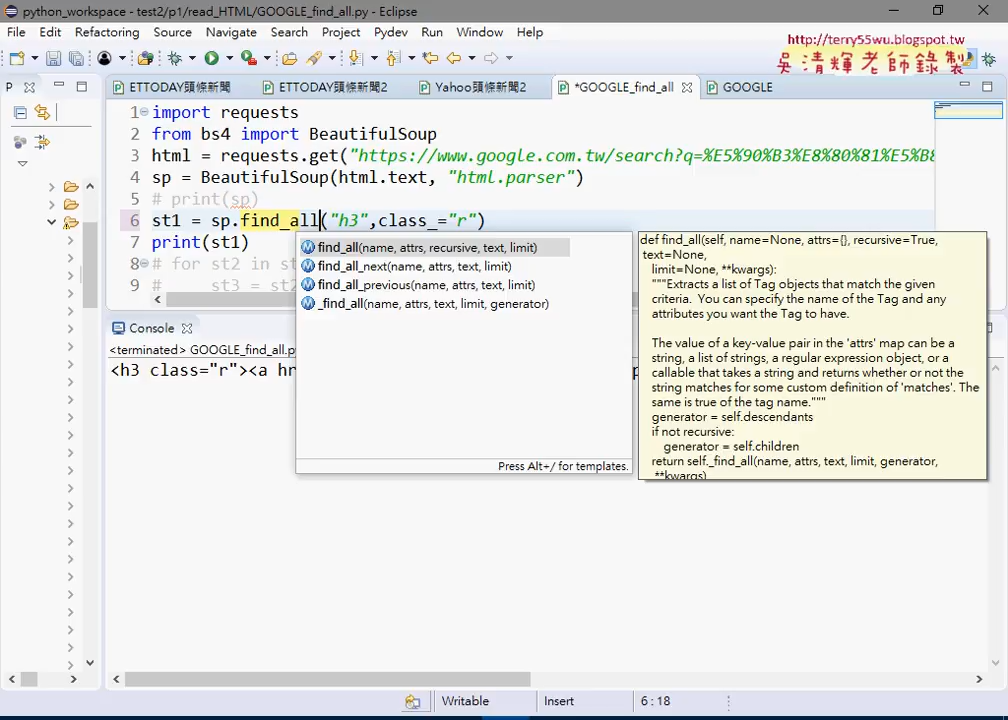 python_workspace - test2/p1/read_HTML/GOOGLE_find_all.py - Eclipse
File Edit Refactoring Source Navigate Search Project Pydev Run Window Help
http://terry55wu.blogspot.tw
吳清輝老師錄製
P ETTODAY頭條新聞 ETTODAY頭條新聞2 Yahoo頭條新聞2 *GOOGLE_find_all GOOGLE
1 import requests
2 from bs4 import BeautifulSoup
3 html = requests.get("https://www.google.com.tw/search?q=%E5%90%B3%E8%80%81%E5%B8
4 sp = BeautifulSoup(html.text, "html.parser")
5 # print(sp)
6 st1 = sp.find_all("h3",class_="r")
7 print(st1)
8 # for st2 in st
9 # st3 = st2
find_all(name, attrs, recursive, text, limit)
find_all_next(name, attrs, text, limit)
find_all_previous(name, attrs, text, limit)
_find_all(name, attrs, text, limit, generator)
Press Alt+/ for templates.
def find_all(self, name=None, attrs={}, recursive=True,
text=None,
limit=None, **kwargs):
"""Extracts a list of Tag objects that match the given
criteria. You can specify the name of the Tag and any
attributes you want the Tag to have.
The value of a key-value pair in the 'attrs' map can be a
string, a list of strings, a regular expression object, or a
callable that takes a string and returns whether or not the
string matches for some custom definition of 'matches'. The
same is true of the tag name."""
generator = self.descendants
if not recursive:
generator = self.children
return self._find_all(name, attrs, text, limit, generator,
**kwargs)
Console
<terminated> GOOGLE_find_all.p
<h3 class="r"><a hr
Writable Insert 6 : 18